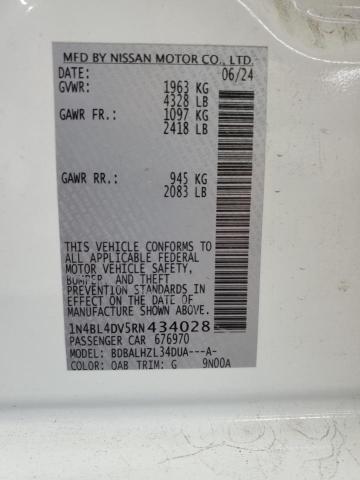 MFD BY NISSAN MOTOR CO., LTD.
DATE: 06/24
GVWR: 1963 KG
4328 LB
GAWR FR.: 1097 KG
2418 LB
GAWR RR.: 945 KG
2083 LB
THIS VEHICLE CONFORMS TO
ALL APPLICABLE FEDERAL
MOTOR VEHICLE SAFETY,
BUMPER, AND THEFT
PREVENTION STANDARDS IN
EFFECT ON THE DATE OF
MANUFACTURE SHOWN ABOVE.
1N4BL4DV5RN434028
PASSENGER CAR 676970
MODEL: BDBALHZL34DUA---A-
COLOR: QAB TRIM: G 9N00A